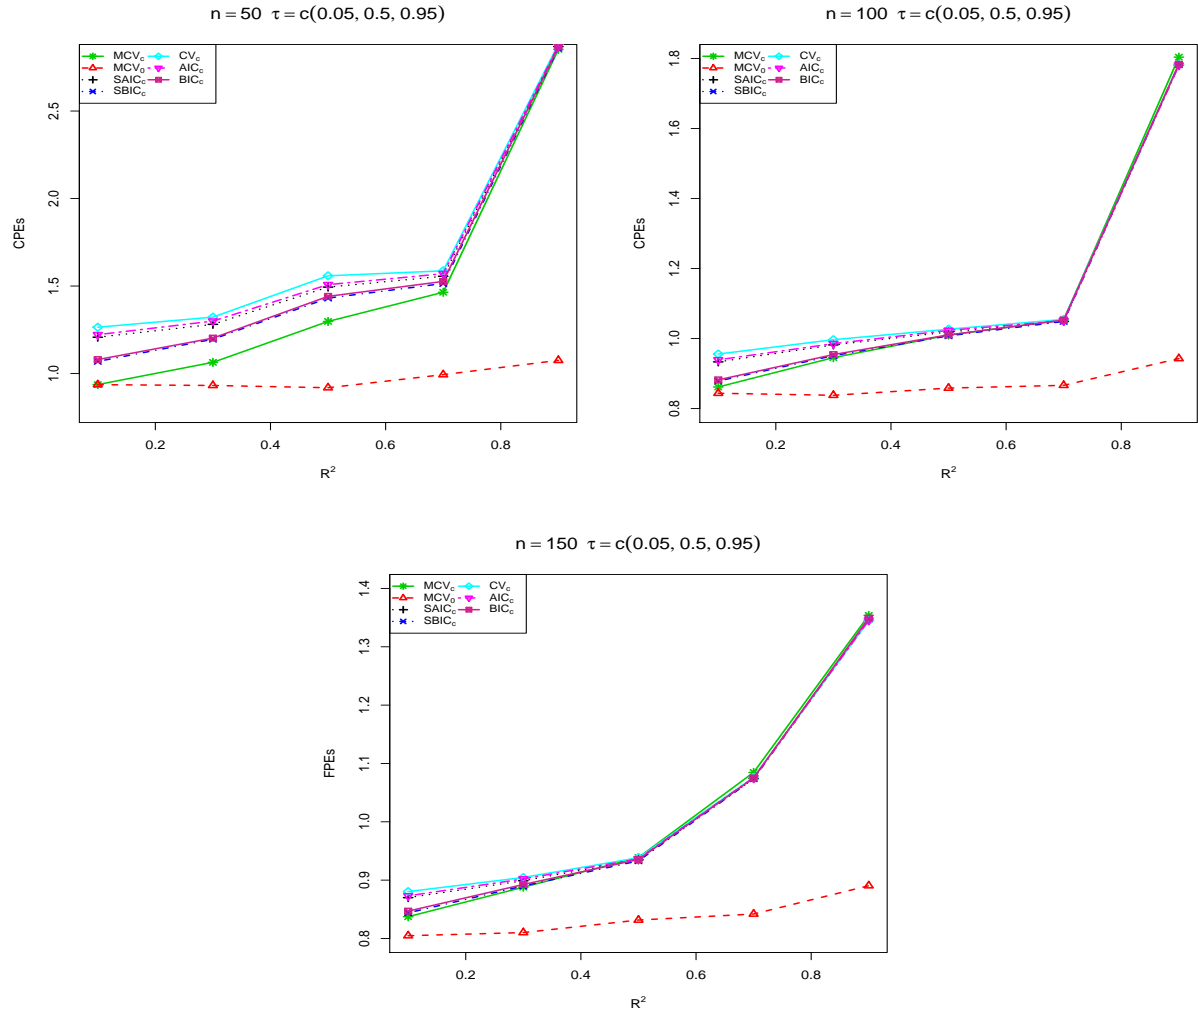 n = 50 τ = c(0.05, 0.5, 0.95)
MCVc CVc
MCV0 AICc
SAICc BICc
SBICc
CPEs
2.5
2.0
1.5
1.0
0.2 0.4 0.6 0.8
R²
n = 100 τ = c(0.05, 0.5, 0.95)
MCVc CVc
MCV0 AICc
SAICc BICc
SBICc
CPEs
1.8
1.6
1.4
1.2
1.0
0.8
0.2 0.4 0.6 0.8
R²
n = 150 τ = c(0.05, 0.5, 0.95)
MCVc CVc
MCV0 AICc
SAICc BICc
SBICc
FPEs
1.4
1.3
1.2
1.1
1.0
0.9
0.8
0.2 0.4 0.6 0.8
R²